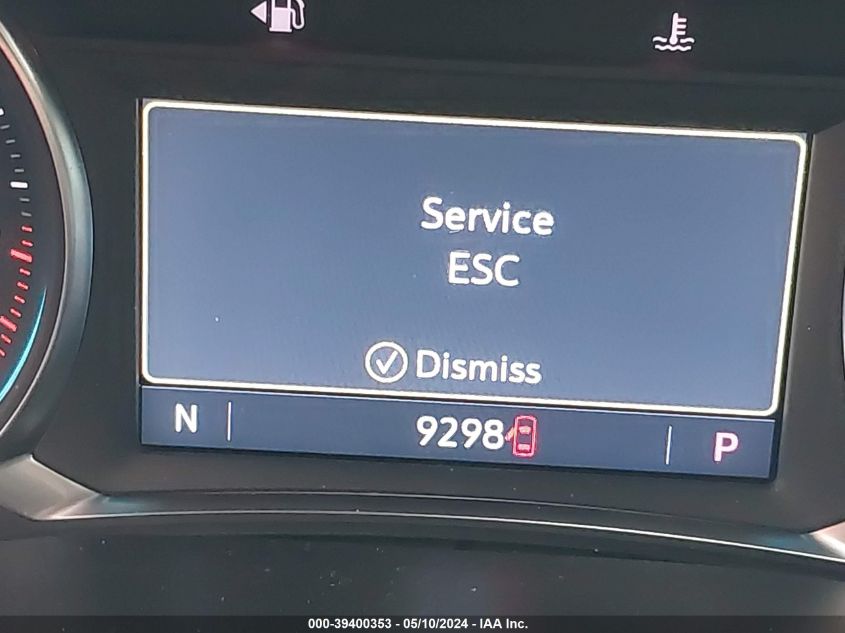 Service
ESC
Dismiss
N 9298 P
000-39400353 - 05/10/2024 - IAA Inc.